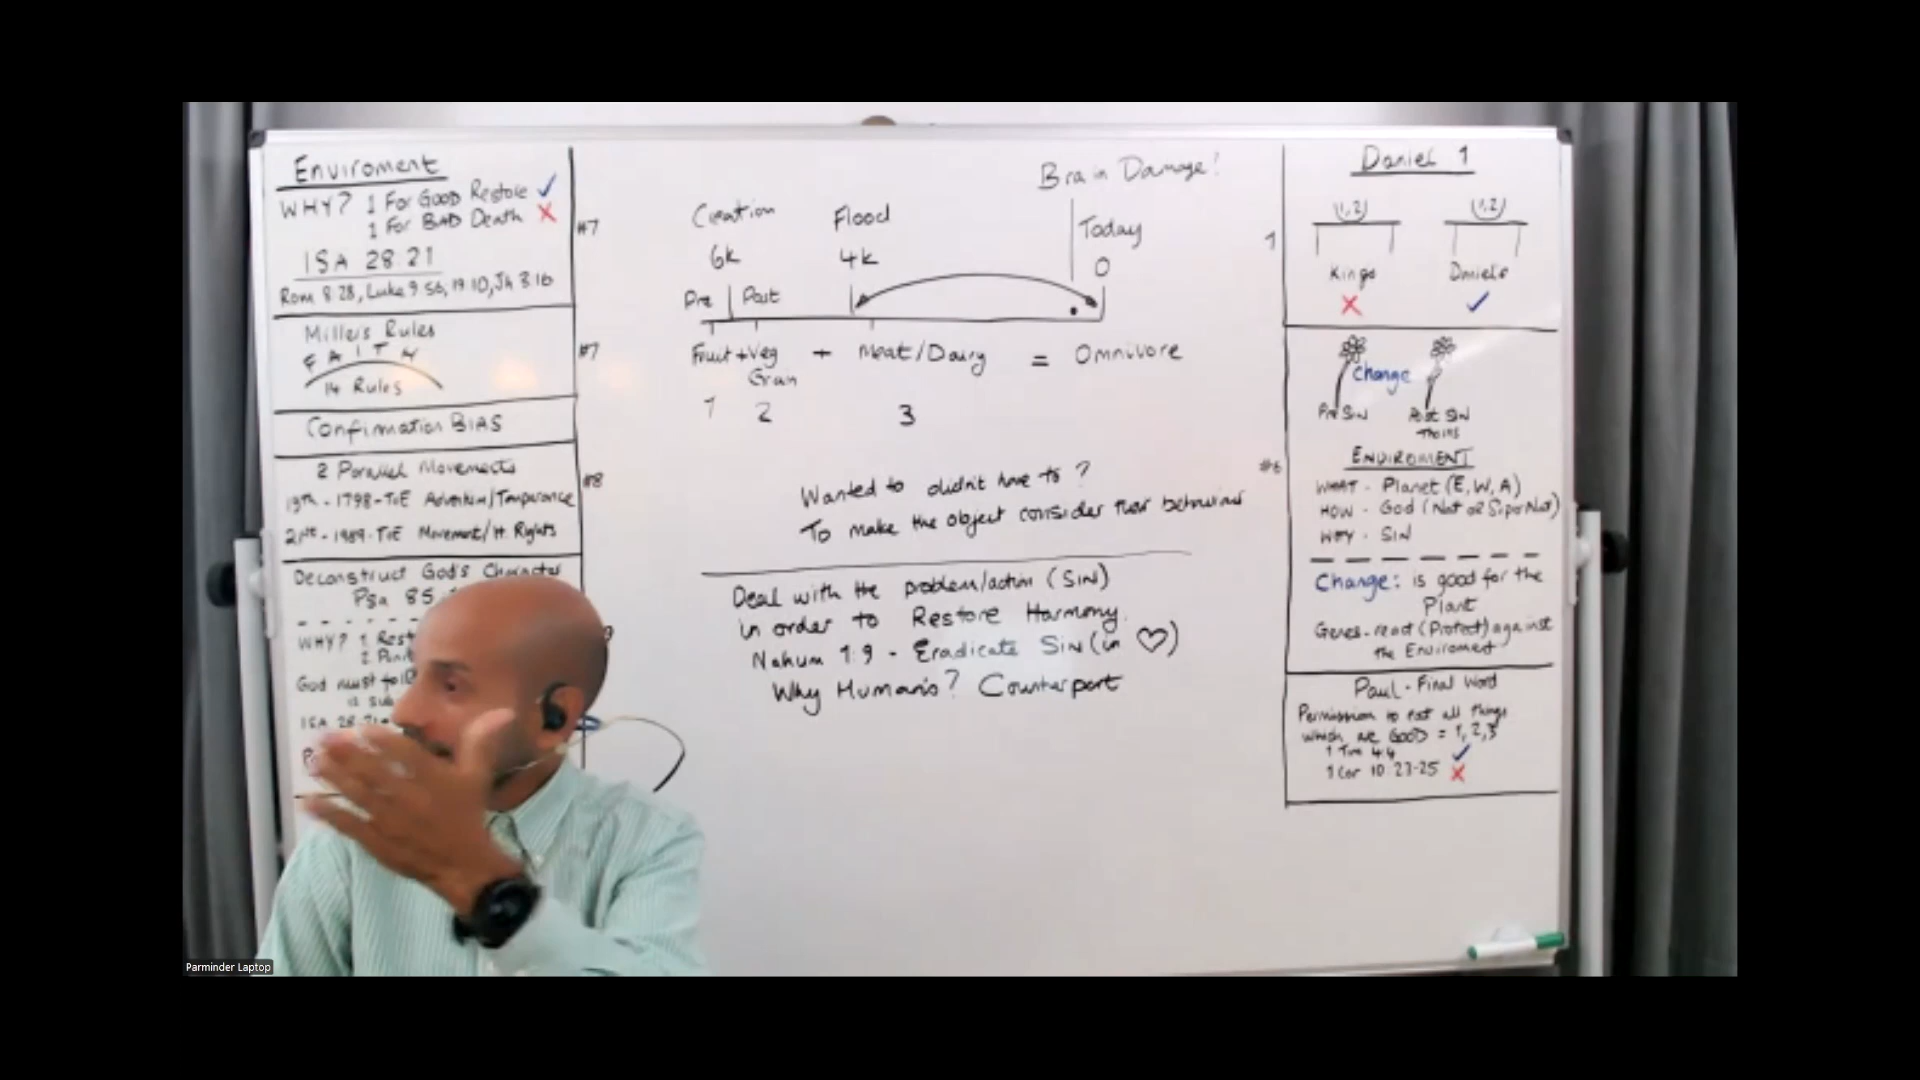 Enviroment
WHY? 1 For GOOD Restore ✓
1 For BAD Death ✗
ISA 28:21
Rom 8 28, Luke 9 56, 19 10, Jh 3 16
#7
Millers Rules
FAITH
14 Rules
#7
Confirmation BIAS
2 Parallel Movements
19th - 1798 - ToE Adventism/Temperance
21st - 1989 - ToE Movement/H. Rights
#8
Deconstruct God's Character
Psa 85
WHY? 1 Rest
2 Puni
God must foll
ISA 28:21
Brain Damage!
Creation
Flood
Today
6k
4k
0
Pre | Post
Fruit + Veg + Meat/Dairy = Omnivore
Grain
1 2 3
Wanted to didn't have to?
To make the object consider their behaviour
Deal with the problem/action (SIN)
in order to Restore Harmony.
Nahum 1:9 - Eradicate SIN (in ♡)
Why Humans? Counterpart
Daniel 1
1
(1,2) (1,2)
Kings Daniels
✗ ✓
Change
Pre SIN Post SIN
Thorns
#6
ENVIROMENT
WHAT - Planet (E, W, A)
HOW - God (Nat or SuperNat)
WHY - SIN
Change: is good for the
Plant
Genes - react (Protect) against
the Enviroment
Paul - Final Word
Permission to eat all things
which are GOOD = 1, 2, 3
1 Tim 4:4 ✓
1 Cor 10:23-25 ✗
Parminder Laptop